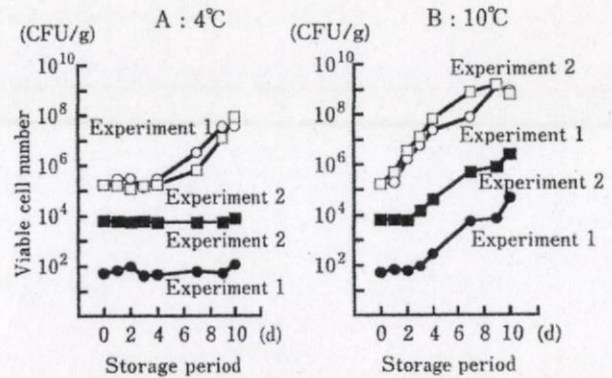 A : 4℃
(CFU/g)
10¹⁰
10⁸
10⁶
10⁴
10²
Viable cell number
Experiment 1
Experiment 2
Experiment 2
Experiment 1
0 2 4 6 8 10 (d)
Storage period
B : 10℃
(CFU/g)
10¹⁰
10⁸
10⁶
10⁴
10²
Experiment 2
Experiment 1
Experiment 2
Experiment 1
0 2 4 6 8 10 (d)
Storage period